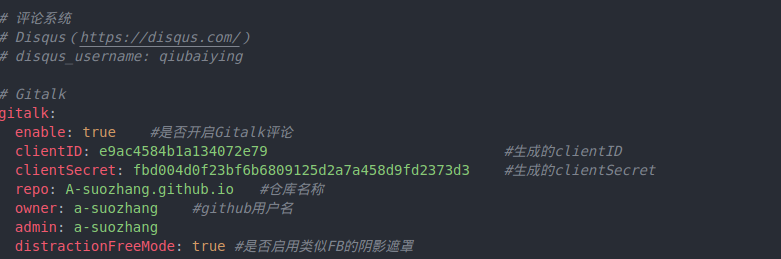 # 评论系统
# Disqus（https://disqus.com/）
# disqus_username: qiubaiying
# Gitalk
gitalk:
enable: true #是否开启Gitalk评论
clientID: e9ac4584b1a134072e79 #生成的clientID
clientSecret: fbd004d0f23bf6b6809125d2a7a458d9fd2373d3 #生成的clientSecret
repo: A-suozhang.github.io #仓库名称
owner: a-suozhang #github用户名
admin: a-suozhang
distractionFreeMode: true #是否启用类似FB的阴影遮罩